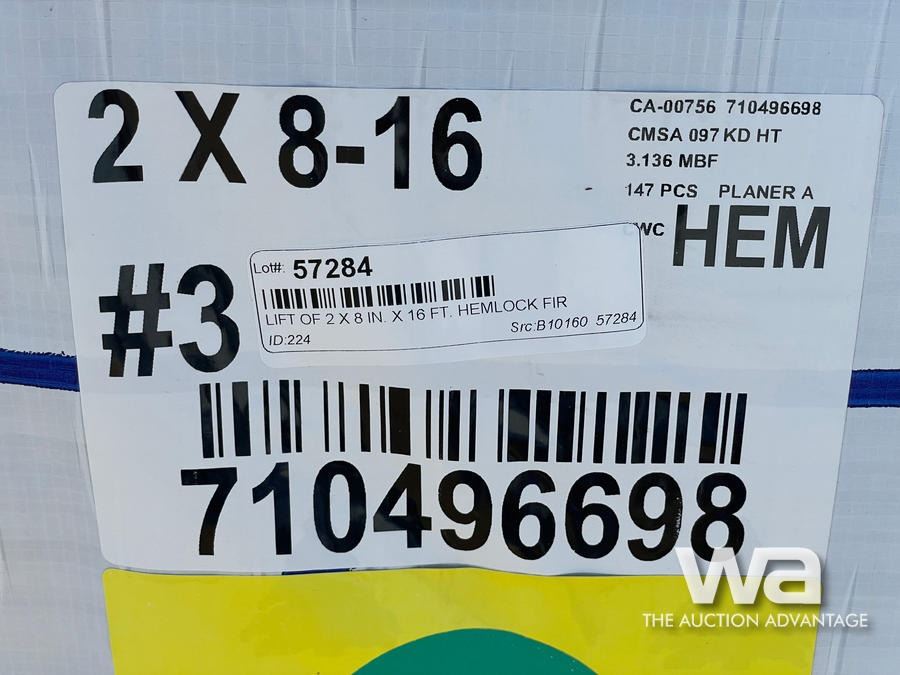 2 X 8-16
CA-00756 710496698
CMSA 097 KD HT
3.136 MBF
147 PCS PLANER A
HEM
#3
Lot#: 57284
LIFT OF 2 X 8 IN. X 16 FT. HEMLOCK FIR
ID:224 Src:B10160 57284
710496698
wa
THE AUCTION ADVANTAGE